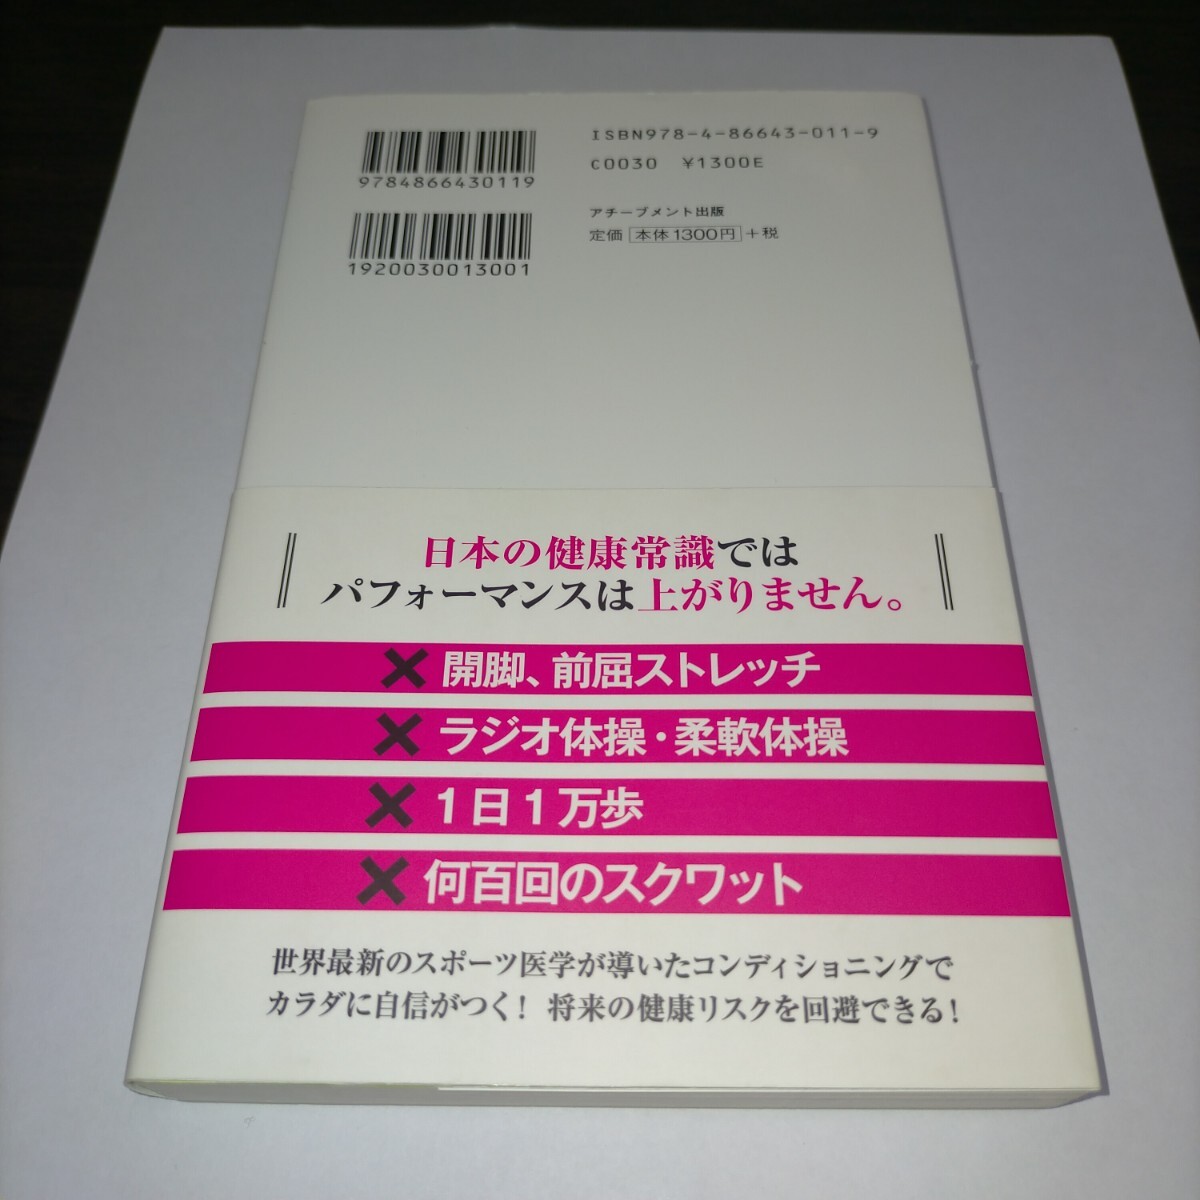 9784866430119
1920030013001
ISBN978-4-86643-011-9
C0030 ¥1300E
アチーブメント出版
定価 本体1300円 +税
日本の健康常識では
パフォーマンスは上がりません。
✕ 開脚、前屈ストレッチ
✕ ラジオ体操・柔軟体操
✕ 1日1万歩
✕ 何百回のスクワット
世界最新のスポーツ医学が導いたコンディショニングで
カラダに自信がつく! 将来の健康リスクを回避できる!